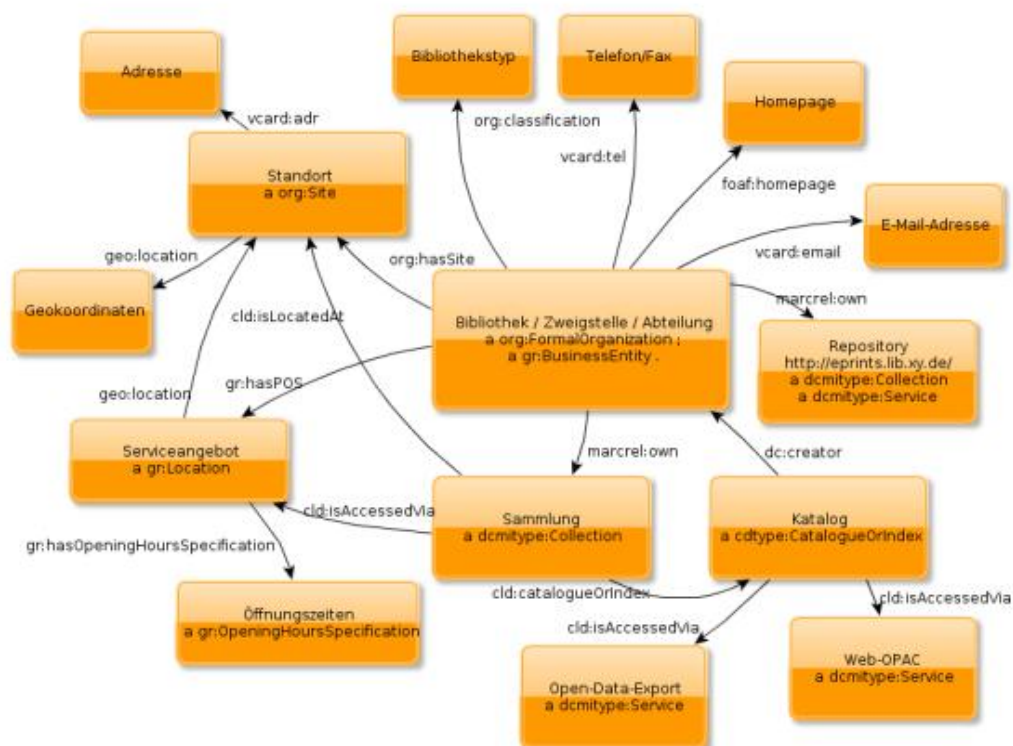 Bibliothekstyp
Telefon/Fax
Adresse
Homepage
vcard:adr
org:classification
vcard:tel
Standort
a org:Site
foaf:homepage
E-Mail-Adresse
geo:location
org:hasSite
vcard:email
Geokoordinaten
cld:isLocatedAt
marcrel:own
Bibliothek / Zweigstelle / Abteilung
a org:FormalOrganization ;
a gr:BusinessEntity .
Repository
http://eprints.lib.xy.de/
a dcmitype:Collection
a dcmitype:Service
gr:hasPOS
geo:location
Serviceangebot
a gr:Location
marcrel:own
dc:creator
cld:isAccessedVia
Sammlung
a dcmitype:Collection
Katalog
a cdtype:CatalogueOrIndex
gr:hasOpeningHoursSpecification
cld:catalogueOrIndex
cld:isAccessedVia
Öffnungszeiten
a gr:OpeningHoursSpecification
cld:isAccessedVia
Web-OPAC
a dcmitype:Service
Open-Data-Export
a dcmitype:Service